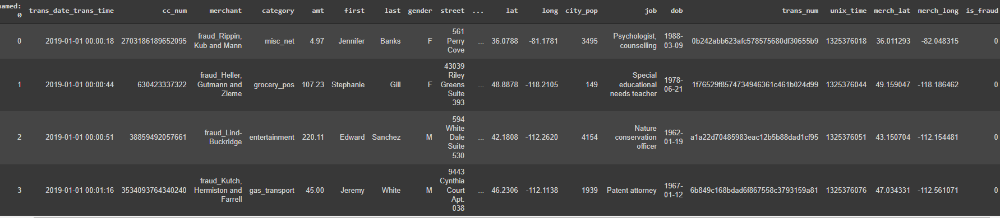 named: 0 trans_date_trans_time cc_num merchant category amt first last gender street ... lat long city_pop job dob trans_num unix_time merch_lat merch_long is_fraud
0 2019-01-01 00:00:18 2703186189652095 fraud_Rippin, Kub and Mann misc_net 4.97 Jennifer Banks F 561 Perry Cove ... 36.0788 -81.1781 3495 Psychologist, counselling 1988-03-09 0b242abb623afc578575680df30655b9 1325376018 36.011293 -82.048315 0
1 2019-01-01 00:00:44 630423337322 fraud_Heller, Gutmann and Zieme grocery_pos 107.23 Stephanie Gill F 43039 Riley Greens Suite 393 ... 48.8878 -118.2105 149 Special educational needs teacher 1978-06-21 1f76529f8574734946361c461b024d99 1325376044 49.159047 -118.186462 0
2 2019-01-01 00:00:51 38859492057661 fraud_Lind-Buckridge entertainment 220.11 Edward Sanchez M 594 White Dale Suite 530 ... 42.1808 -112.2620 4154 Nature conservation officer 1962-01-19 a1a22d70485983eac12b5b88dad1cf95 1325376051 43.150704 -112.154481 0
3 2019-01-01 00:01:16 3534093764340240 fraud_Kutch, Hermiston and Farrell gas_transport 45.00 Jeremy White M 9443 Cynthia Court Apt. 038 ... 46.2306 -112.1138 1939 Patent attorney 1967-01-12 6b849c168bdad6f867558c3793159a81 1325376076 47.034331 -112.561071 0